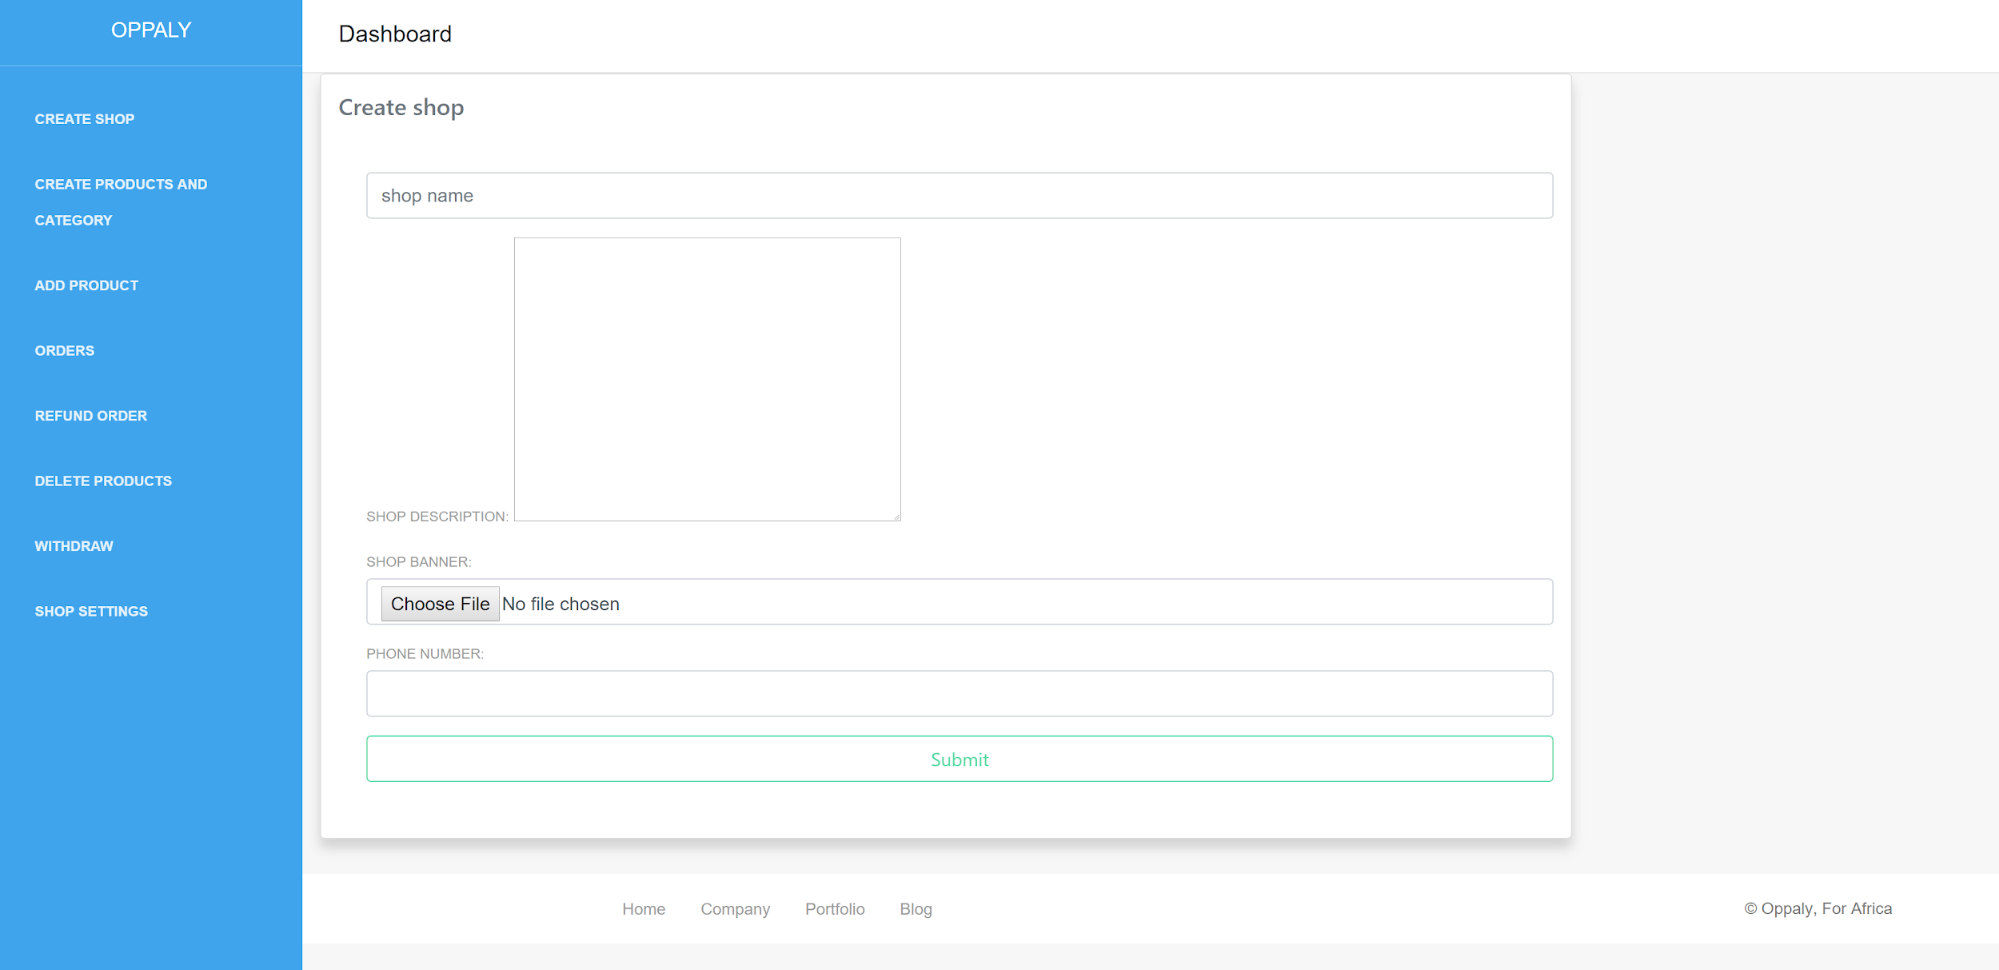 OPPALY
CREATE SHOP
CREATE PRODUCTS AND
CATEGORY
ADD PRODUCT
ORDERS
REFUND ORDER
DELETE PRODUCTS
WITHDRAW
SHOP SETTINGS
Dashboard
Create shop
shop name
SHOP DESCRIPTION:
SHOP BANNER:
Choose File No file chosen
PHONE NUMBER:
Submit
Home Company Portfolio Blog
© Oppaly, For Africa